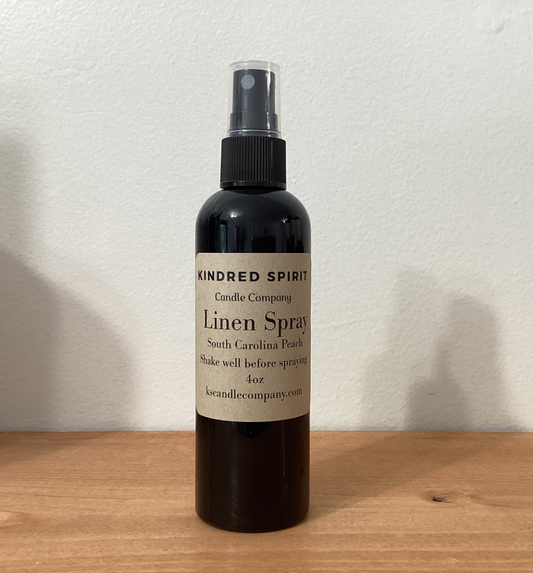 KINDRED SPIRIT
Candle Company
Linen Spray
South Carolina Peach
Shake well before spraying
4oz
kscandlecompany.com